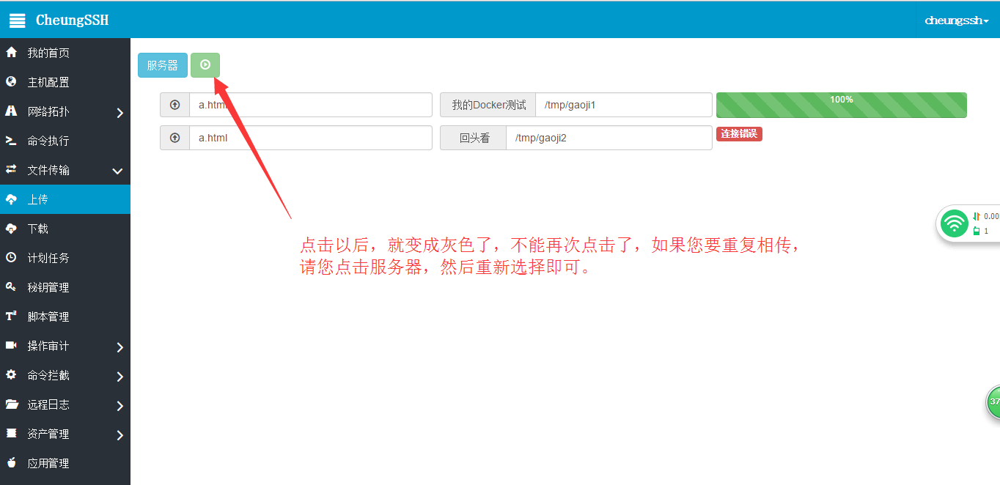 CheungSSH
cheungssh
我的首页
主机配置
网络拓扑
命令执行
文件传输
上传
下载
计划任务
秘钥管理
脚本管理
操作审计
命令拦截
远程日志
资产管理
应用管理
服务器
a.html
我的Docker测试
/tmp/gaoji1
100%
a.html
回头看
/tmp/gaoji2
连接错误
点击以后，就变成灰色了，不能再次点击了，如果您要重复相传，
请您点击服务器，然后重新选择即可。
0.00
1
37